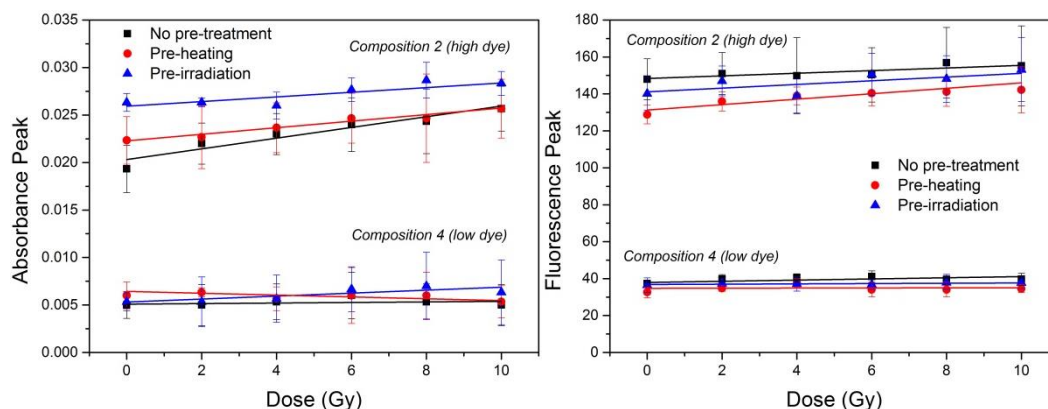 No pre-treatment
Pre-heating
Pre-irradiation
Composition 2 (high dye)
Composition 4 (low dye)
0.035
0.030
0.025
0.020
0.015
0.010
0.005
0.000
Absorbance Peak
0 2 4 6 8 10
Dose (Gy)
Composition 2 (high dye)
No pre-treatment
Pre-heating
Pre-irradiation
Composition 4 (low dye)
180
160
140
120
100
80
60
40
20
0
Fluorescence Peak
0 2 4 6 8 10
Dose (Gy)